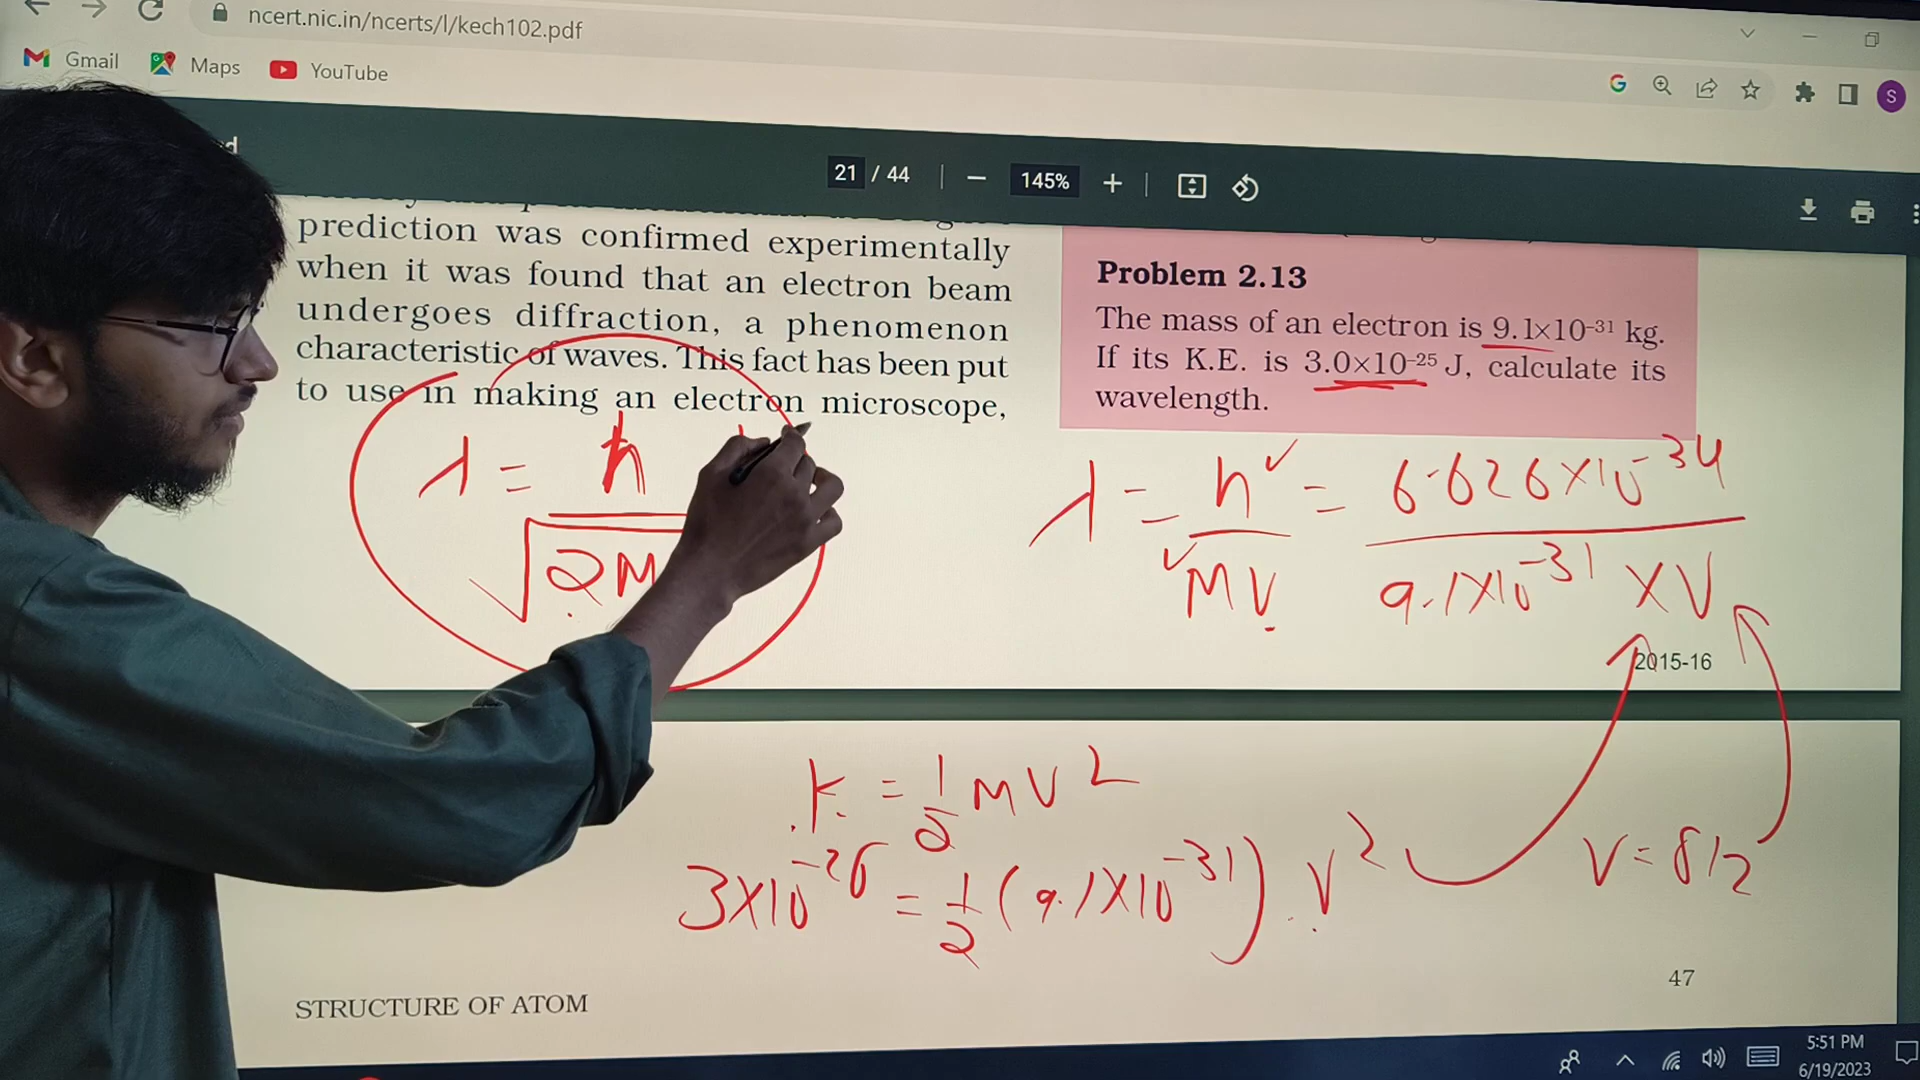 ncert.nic.in/ncerts/l/kech102.pdf
Gmail Maps YouTube
S
21 / 44 − 145% +
prediction was confirmed experimentally
when it was found that an electron beam
undergoes diffraction, a phenomenon
characteristic of waves. This fact has been put
to use in making an electron microscope,
λ = h
√2M
Problem 2.13
The mass of an electron is 9.1×10⁻³¹ kg.
If its K.E. is 3.0×10⁻²⁵ J, calculate its
wavelength.
λ = h/MV = 6.626×10⁻³⁴ / 9.1×10⁻³¹ × V
2015-16
K = 1/2 MV²
3×10⁻²⁵ = 1/2 (9.1×10⁻³¹) . V²
V = 812
47
STRUCTURE OF ATOM
5:51 PM
6/19/2023